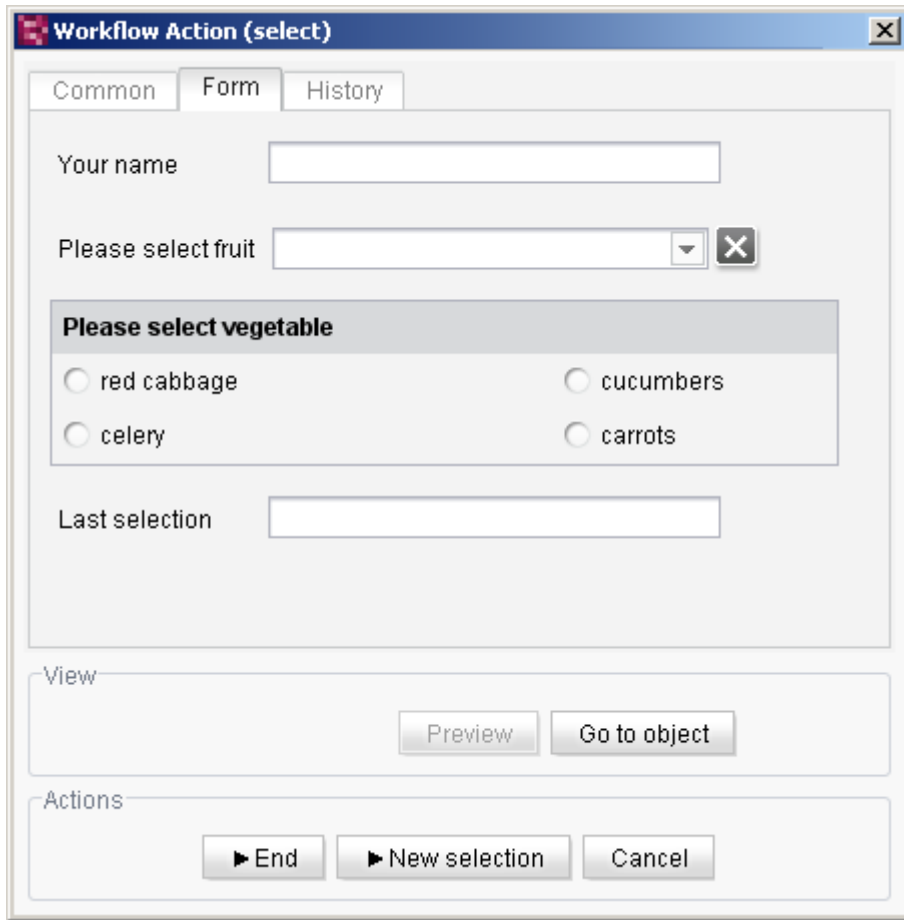 Workflow Action (select)
Common Form History
Your name
Please select fruit
Please select vegetable
red cabbage cucumbers
celery carrots
Last selection
View
Preview Go to object
Actions
End New selection Cancel